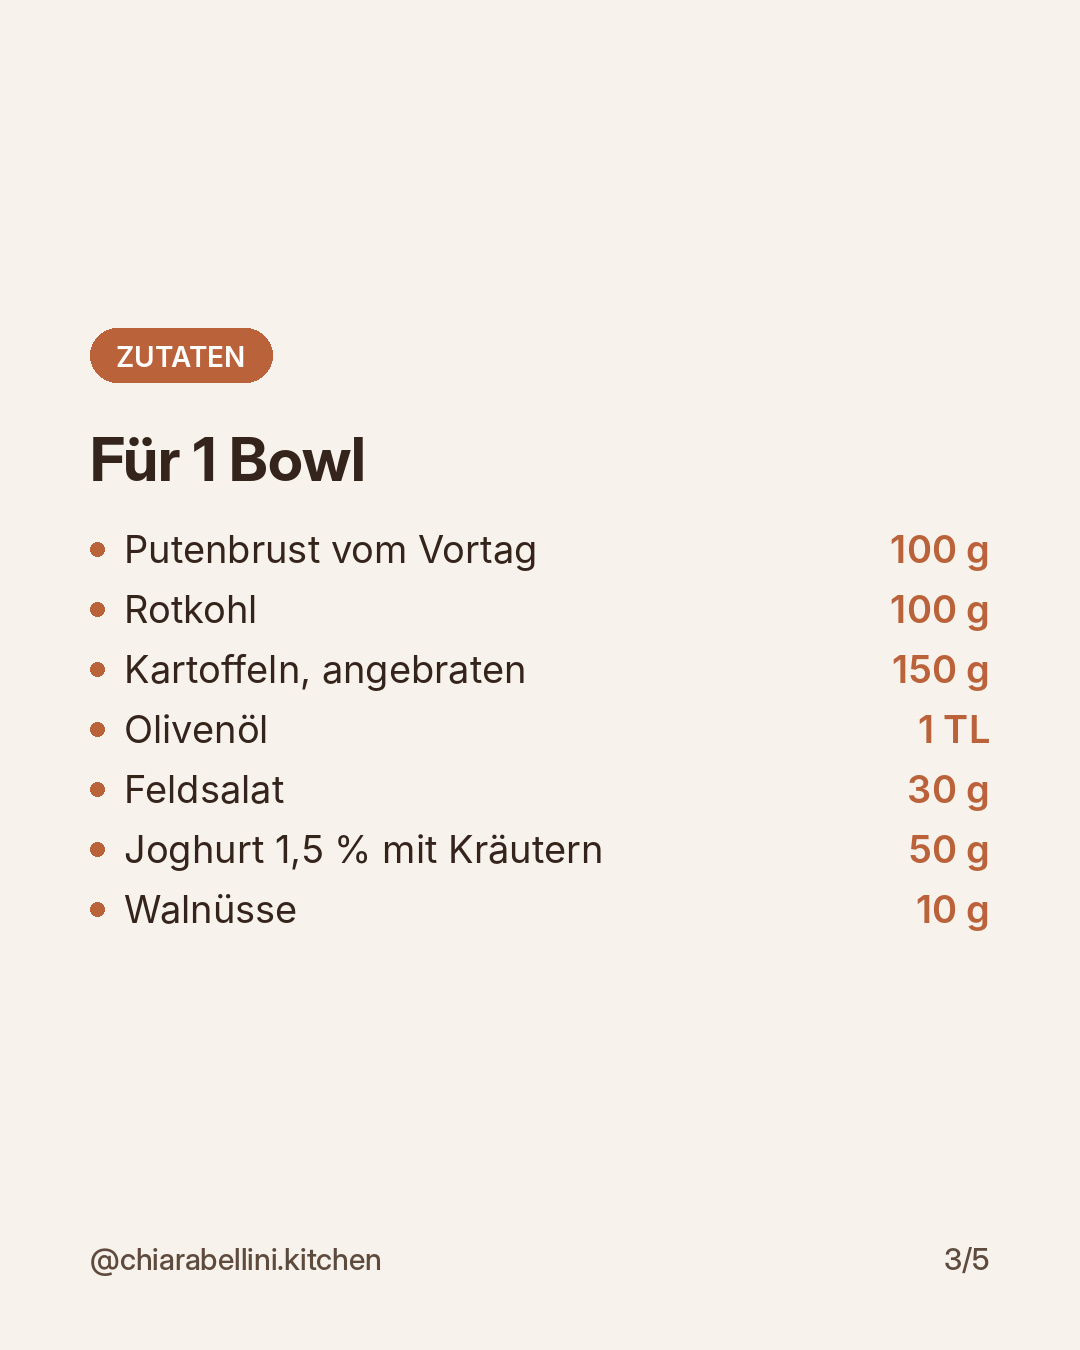 ZUTATEN
Für 1 Bowl
Putenbrust vom Vortag 100 g
Rotkohl 100 g
Kartoffeln, angebraten 150 g
Olivenöl 1 TL
Feldsalat 30 g
Joghurt 1,5 % mit Kräutern 50 g
Walnüsse 10 g
@chiarabellini.kitchen 3/5